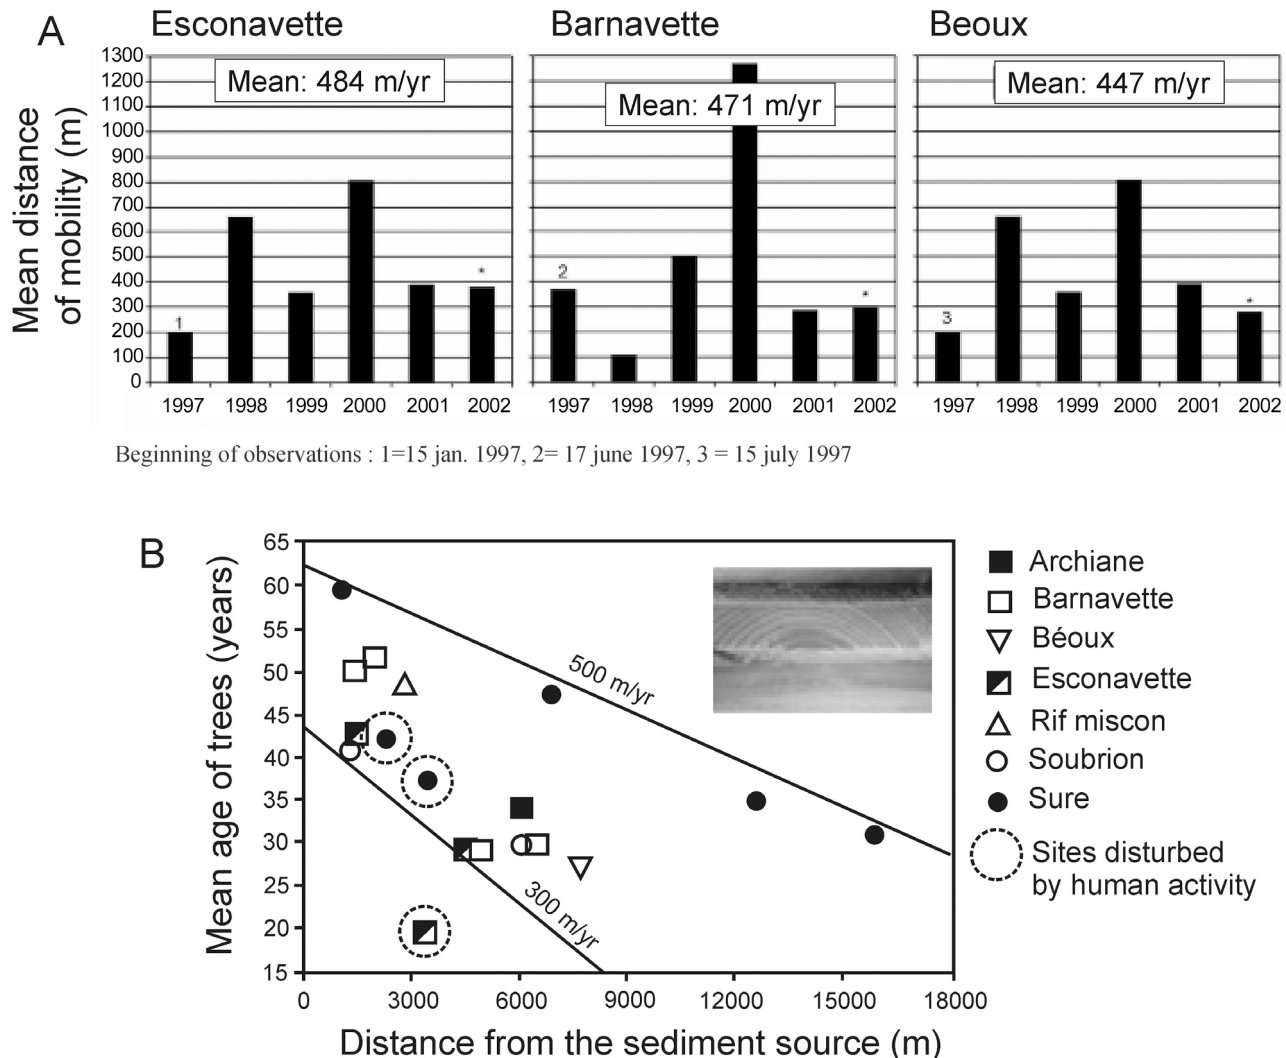 A
Esconavette
Barnavette
Beoux
Mean distance
of mobility (m)
1300
1200
1100
1000
900
800
700
600
500
400
300
200
100
0
Mean: 484 m/yr
Mean: 471 m/yr
Mean: 447 m/yr
1
*
2
*
3
*
1997 1998 1999 2000 2001 2002
1997 1998 1999 2000 2001 2002
1997 1998 1999 2000 2001 2002
Beginning of observations : 1=15 jan. 1997, 2= 17 june 1997, 3 = 15 july 1997
B
Mean age of trees (years)
65
60
55
50
45
40
35
30
25
20
15
500 m/yr
300 m/yr
0 3000 6000 9000 12000 15000 18000
Distance from the sediment source (m)
Archiane
Barnavette
Béoux
Esconavette
Rif miscon
Soubrion
Sure
Sites disturbed
by human activity